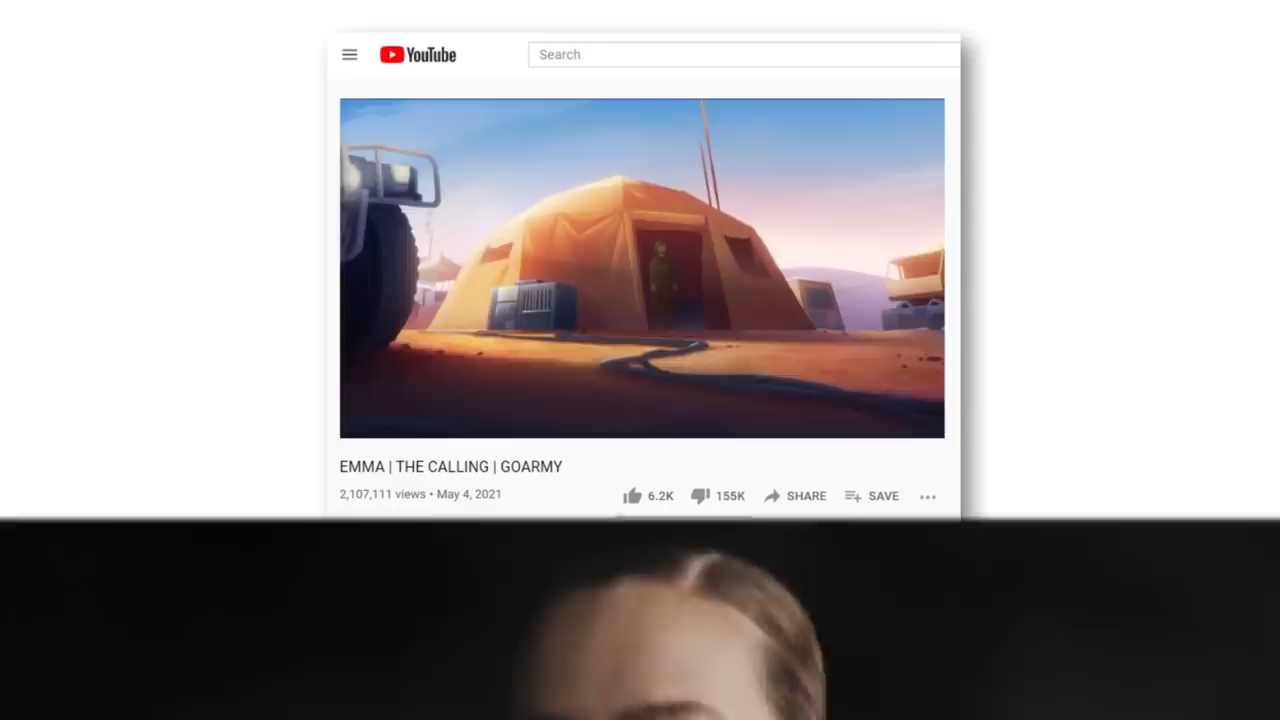 YouTube
Search
EMMA | THE CALLING | GOARMY
2,107,111 views • May 4, 2021
6.2K
155K
SHARE
SAVE